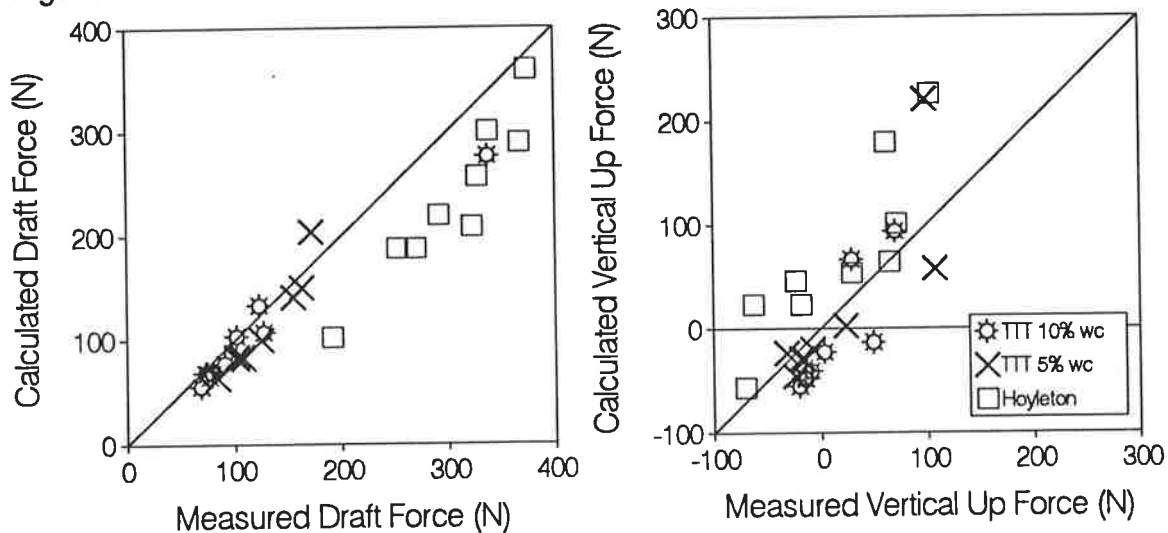 Calculated Draft Force (N)
400
300
200
100
0
0 100 200 300 400
Measured Draft Force (N)
Calculated Vertical Up Force (N)
300
200
100
0
-100
-100 0 100 200 300
Measured Vertical Up Force (N)
TTT 10% wc
TTT 5% wc
Hoyleton